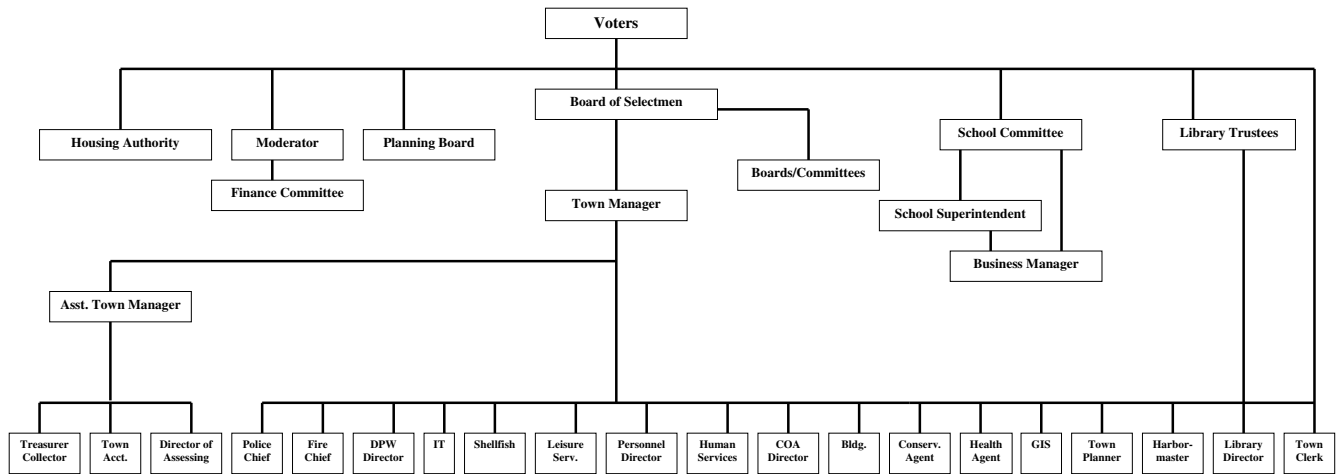 Voters
Board of Selmen
Housing Authority
Moderator
Planning Board
School Committee
Library Trustees
Boards/Committees
Finance Committee
Town Manager
School Superintendent
Business Manager
Asst. Town Manager
Treasurer
Collector
Town
Acct.
Director of
Assessing
Police
Chief
Fire
Chief
DPW
Director
IT
Shellfish
Leisure
Serv.
Personnel
Director
Human
Services
COA
Director
Bldg.
Conserv.
Agent
Health
Agent
GIS
Town
Planner
Harbor-
master
Library
Director
Town
Clerk